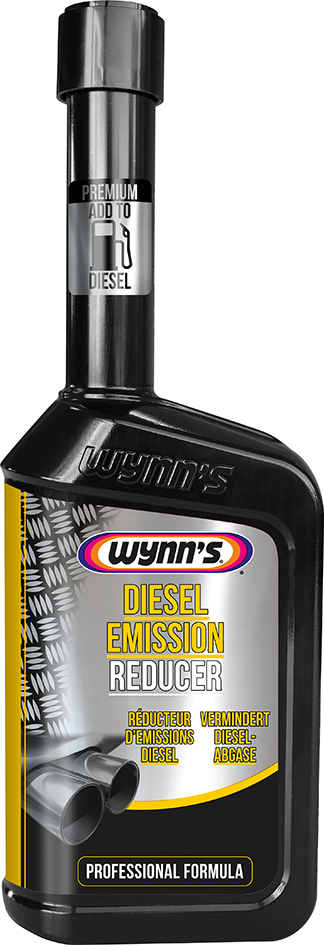 PREMIUM
ADD TO
DIESEL
wynn's
WYNN'S
DIESEL
EMISSION
REDUCER
RÉDUCTEUR
D'EMISSIONS
DIESEL
VERMINDERT
DIESEL-
ABGASE
PROFESSIONAL FORMULA